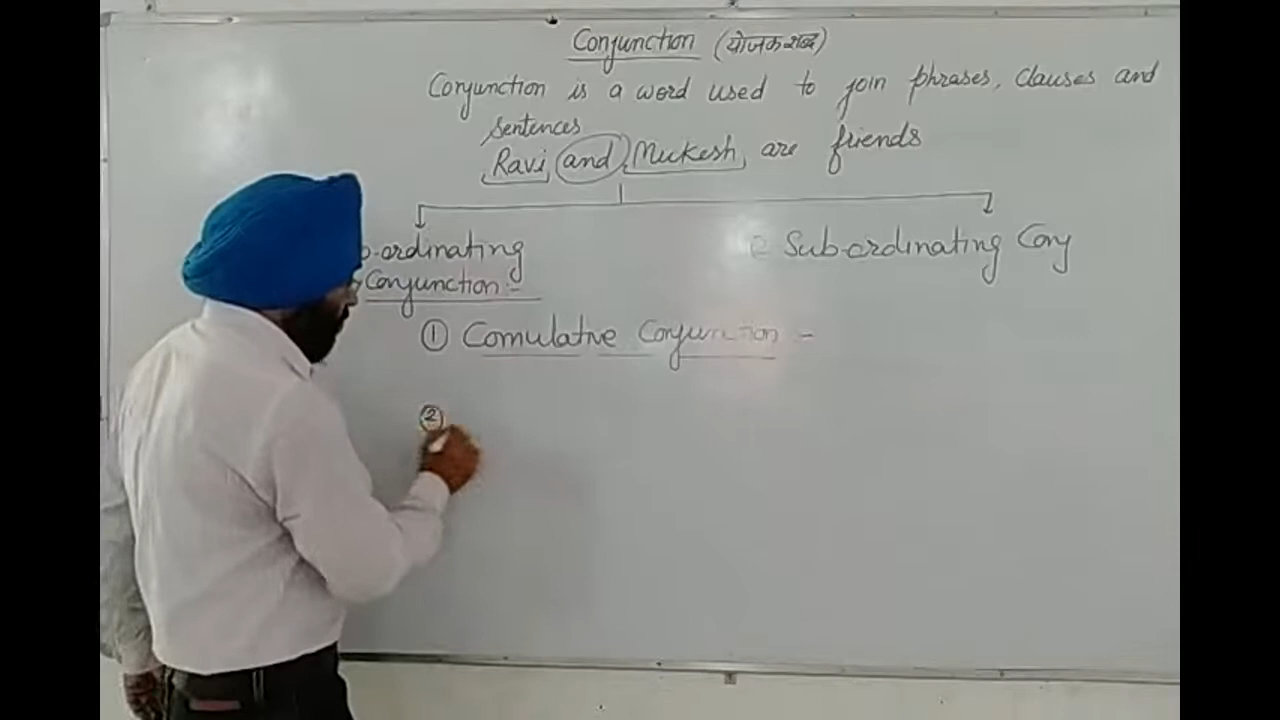 Conjunction (योजक शब्द)
Conjunction is a word used to join phrases, Clauses and
sentences
Ravi and Mukesh, are friends
o-ordinating
Conjunction :-
2 Sub-ordinating Conj
① Comulative Conjunction -
②